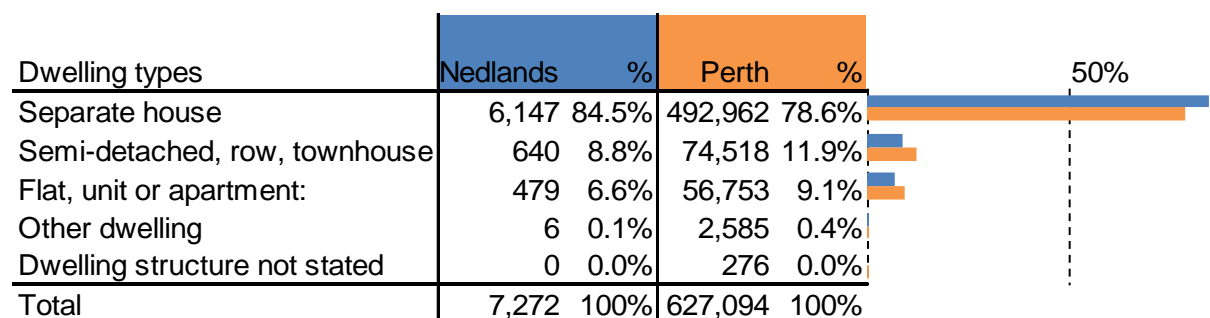 Dwelling types Nedlands % Perth % 50%
Separate house 6,147 84.5% 492,962 78.6%
Semi-detached, row, townhouse 640 8.8% 74,518 11.9%
Flat, unit or apartment: 479 6.6% 56,753 9.1%
Other dwelling 6 0.1% 2,585 0.4%
Dwelling structure not stated 0 0.0% 276 0.0%
Total 7,272 100% 627,094 100%